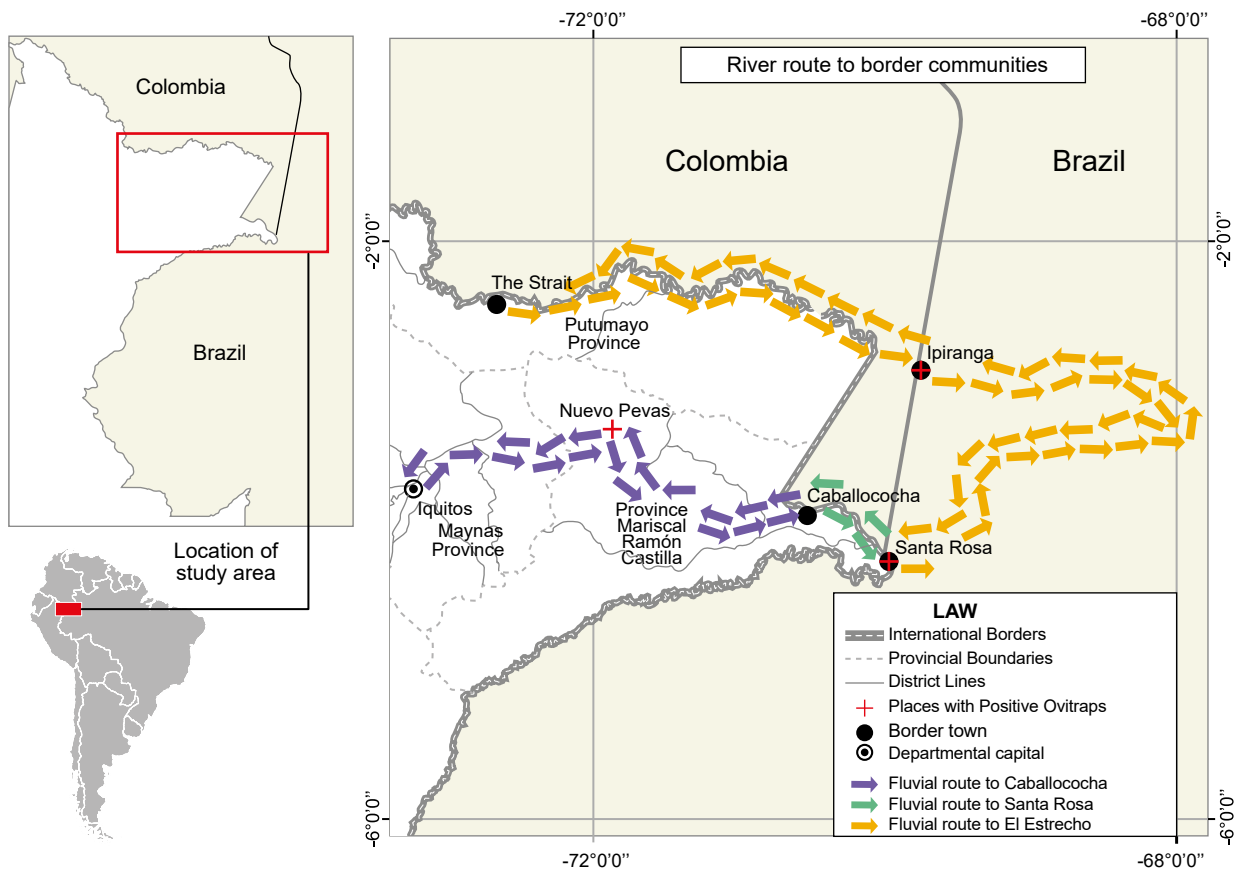 Colombia
Brazil
Location of
study area
-72°0'0''
-68°0'0''
River route to border communities
Colombia
Brazil
-2°0'0''
-2°0'0''
The Strait
Putumayo
Province
Ipiranga
Nuevo Pevas
Iquitos
Maynas
Province
Province
Mariscal
Ramón
Castilla
Caballococha
Santa Rosa
LAW
International Borders
Provincial Boundaries
District Lines
Places with Positive Ovitraps
Border town
Departmental capital
Fluvial route to Caballococha
Fluvial route to Santa Rosa
Fluvial route to El Estrecho
-6°0'0''
-6°0'0''
-72°0'0''
-68°0'0''